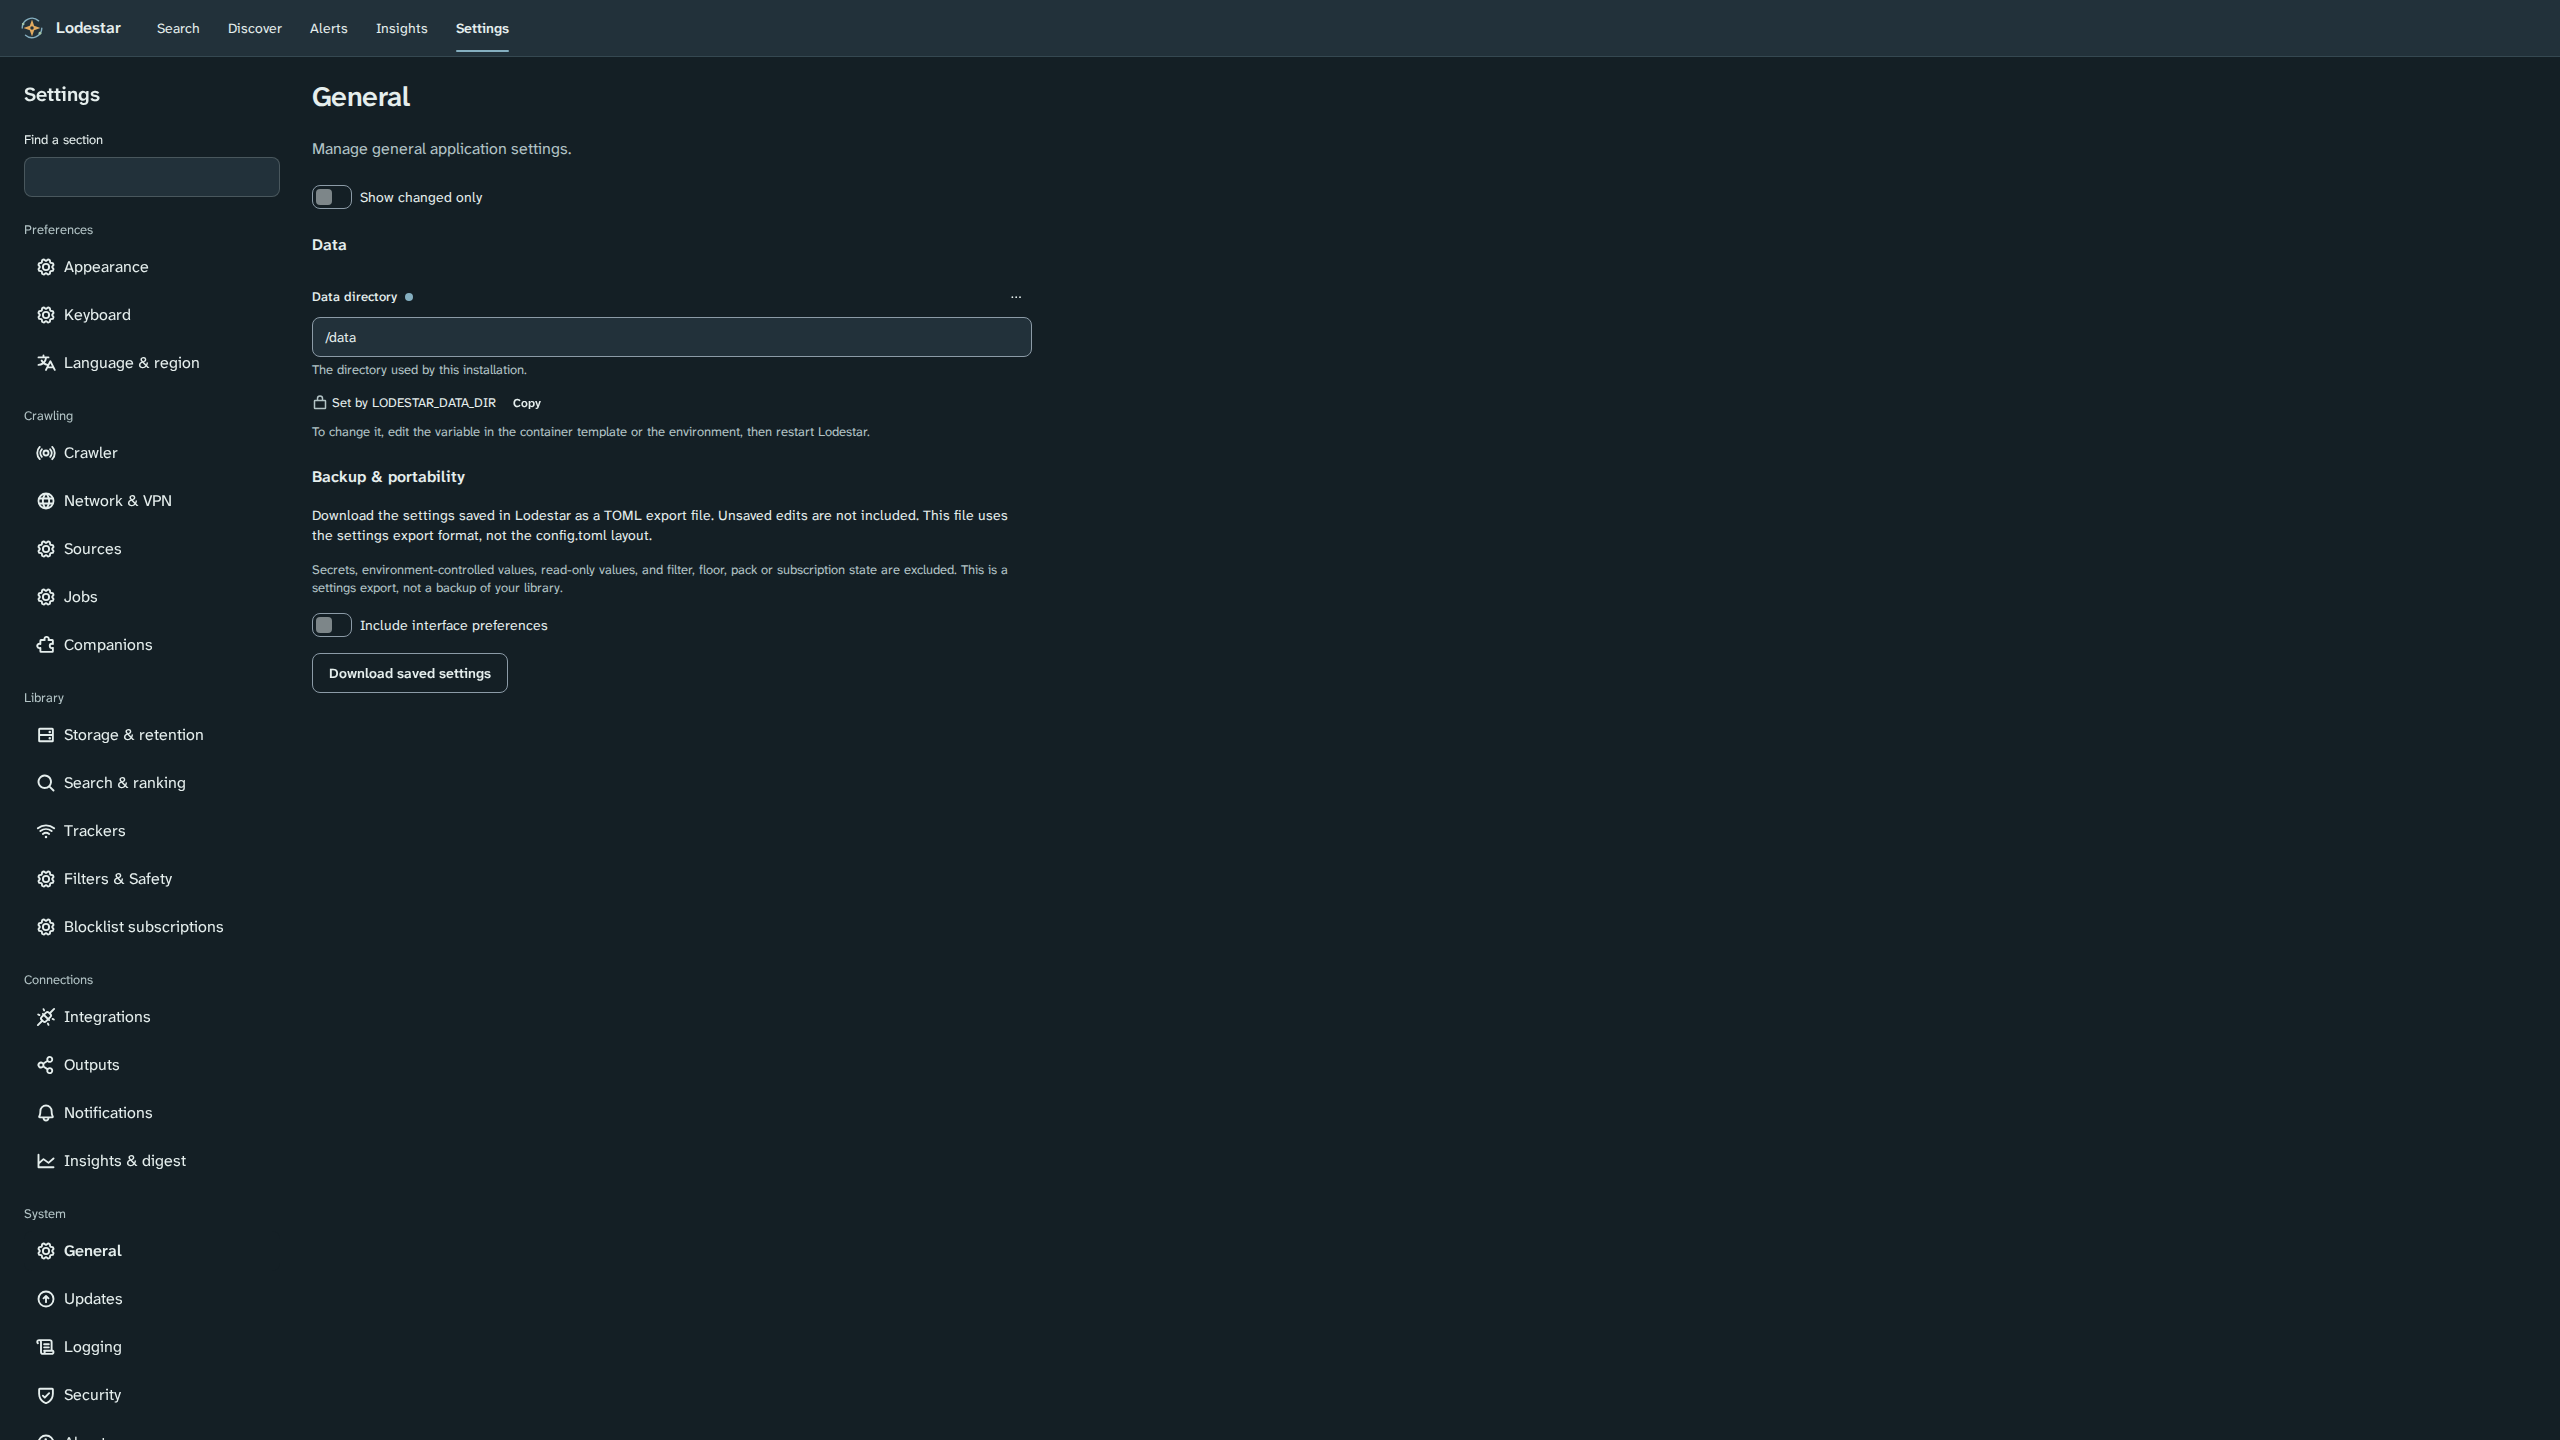 Lodestar Search Discover Alerts Insights Settings
Settings
Find a section
Preferences
Appearance
Keyboard
Language & region
Crawling
Crawler
Network & VPN
Sources
Jobs
Companions
Library
Storage & retention
Search & ranking
Trackers
Filters & Safety
Blocklist subscriptions
Connections
Integrations
Outputs
Notifications
Insights & digest
System
General
Updates
Logging
Security
General
Manage general application settings.
Show changed only
Data
Data directory
/data
The directory used by this installation.
Set by LODESTAR_DATA_DIR Copy
To change it, edit the variable in the container template or the environment, then restart Lodestar.
Backup & portability
Download the settings saved in Lodestar as a TOML export file. Unsaved edits are not included. This file uses
the settings export format, not the config.toml layout.
Secrets, environment-controlled values, read-only values, and filter, floor, pack or subscription state are excluded. This is a
settings export, not a backup of your library.
Include interface preferences
Download saved settings